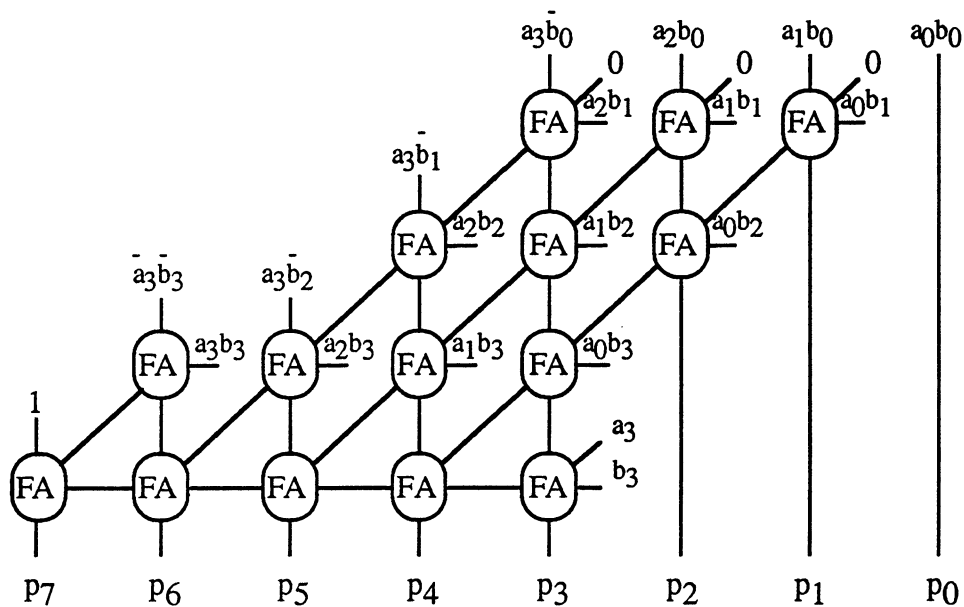 a₃b̄₀ a₂b₀ a₁b₀ a₀b₀
0 0 0
FA a₂b₁ FA a₁b₁ FA a₀b₁
a₃b̄₁
FA a₂b₂ FA a₁b₂ FA a₀b₂
ā₃b̄₃ a₃b̄₂
FA a₃b₃ FA a₂b₃ FA a₁b₃ FA a₀b₃
1
a₃
FA FA FA FA FA b₃
p₇ p₆ p₅ p₄ p₃ p₂ p₁ p₀